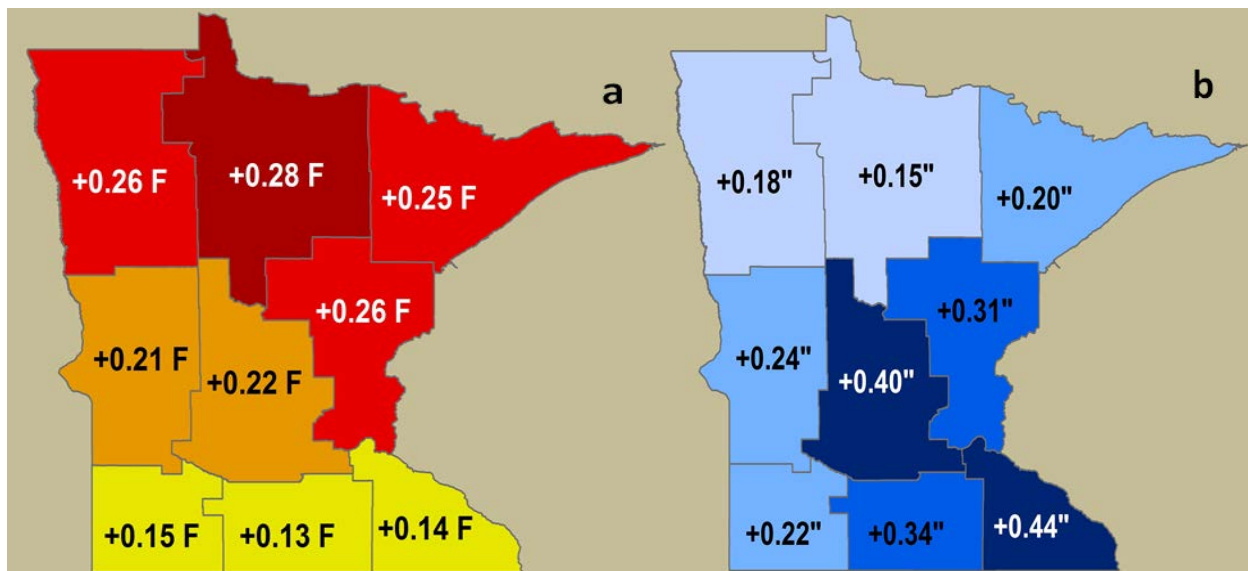 a
+0.26 F
+0.28 F
+0.25 F
+0.26 F
+0.21 F
+0.22 F
+0.15 F
+0.13 F
+0.14 F
b
+0.18"
+0.15"
+0.20"
+0.31"
+0.24"
+0.40"
+0.22"
+0.34"
+0.44"